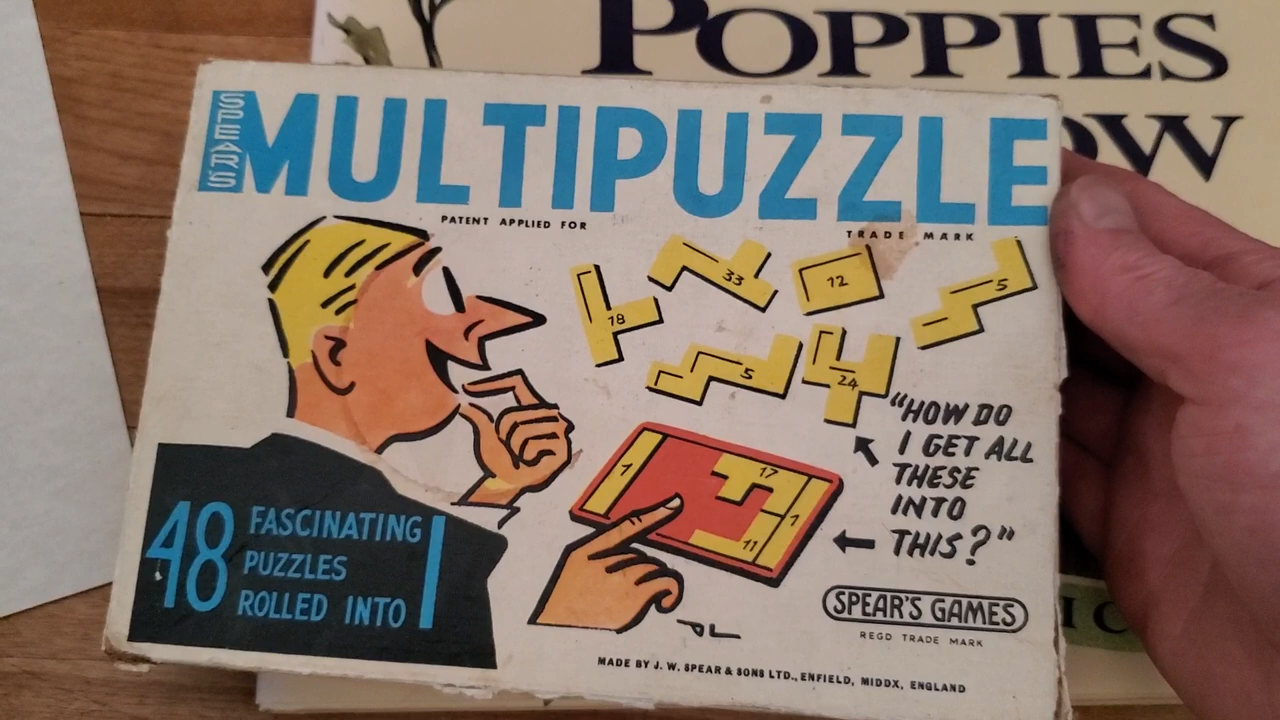 POPPIES
OW
SPEAR'S
MULTIPUZZLE
PATENT APPLIED FOR
TRADE MARK
33
12
5
18
5
24
"HOW DO
I GET ALL
THESE
INTO
THIS?"
1
17
1
11
48 FASCINATING
PUZZLES
ROLLED INTO 1
SPEAR'S GAMES
REGD TRADE MARK
DL
MADE BY J. W. SPEAR & SONS LTD., ENFIELD, MIDDX, ENGLAND
IC